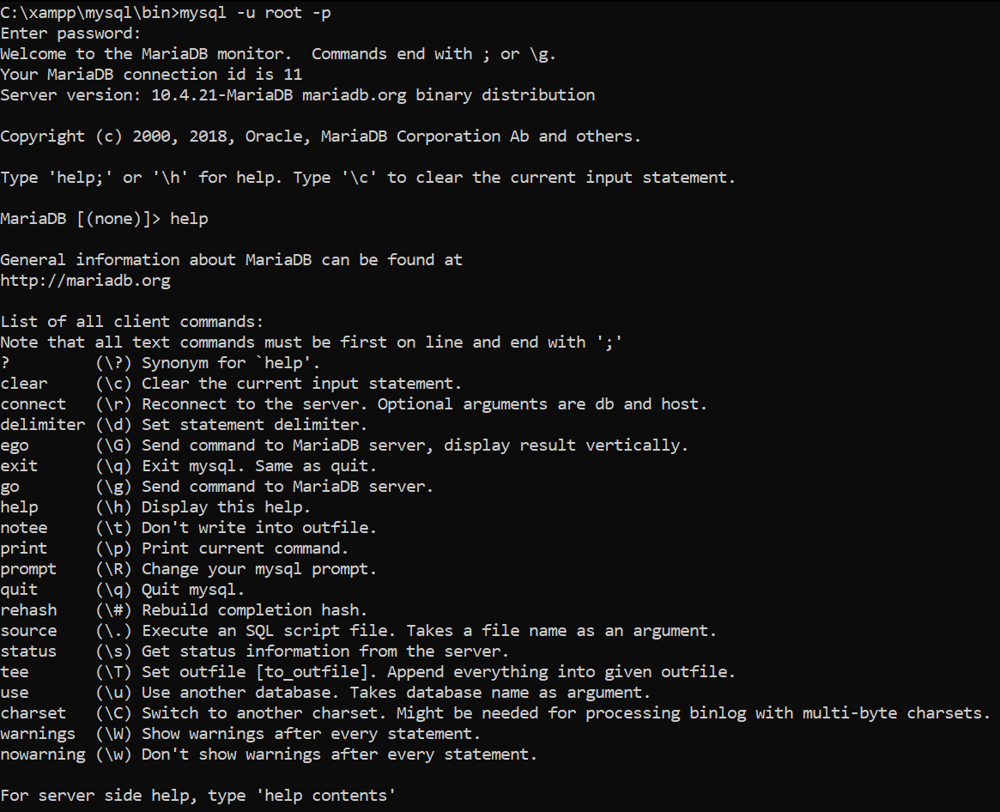 C:\xampp\mysql\bin>mysql -u root -p
Enter password:
Welcome to the MariaDB monitor.  Commands end with ; or \g.
Your MariaDB connection id is 11
Server version: 10.4.21-MariaDB mariadb.org binary distribution

Copyright (c) 2000, 2018, Oracle, MariaDB Corporation Ab and others.

Type 'help;' or '\h' for help. Type '\c' to clear the current input statement.

MariaDB [(none)]> help

General information about MariaDB can be found at
http://mariadb.org

List of all client commands:
Note that all text commands must be first on line and end with ';'
?         (\?) Synonym for `help'.
clear     (\c) Clear the current input statement.
connect   (\r) Reconnect to the server. Optional arguments are db and host.
delimiter (\d) Set statement delimiter.
ego       (\G) Send command to MariaDB server, display result vertically.
exit      (\q) Exit mysql. Same as quit.
go        (\g) Send command to MariaDB server.
help      (\h) Display this help.
notee     (\t) Don't write into outfile.
print     (\p) Print current command.
prompt    (\R) Change your mysql prompt.
quit      (\q) Quit mysql.
rehash    (\#) Rebuild completion hash.
source    (\.) Execute an SQL script file. Takes a file name as an argument.
status    (\s) Get status information from the server.
tee       (\T) Set outfile [to_outfile]. Append everything into given outfile.
use       (\u) Use another database. Takes database name as argument.
charset   (\C) Switch to another charset. Might be needed for processing binlog with multi-byte charsets.
warnings  (\W) Show warnings after every statement.
nowarning (\w) Don't show warnings after every statement.

For server side help, type 'help contents'